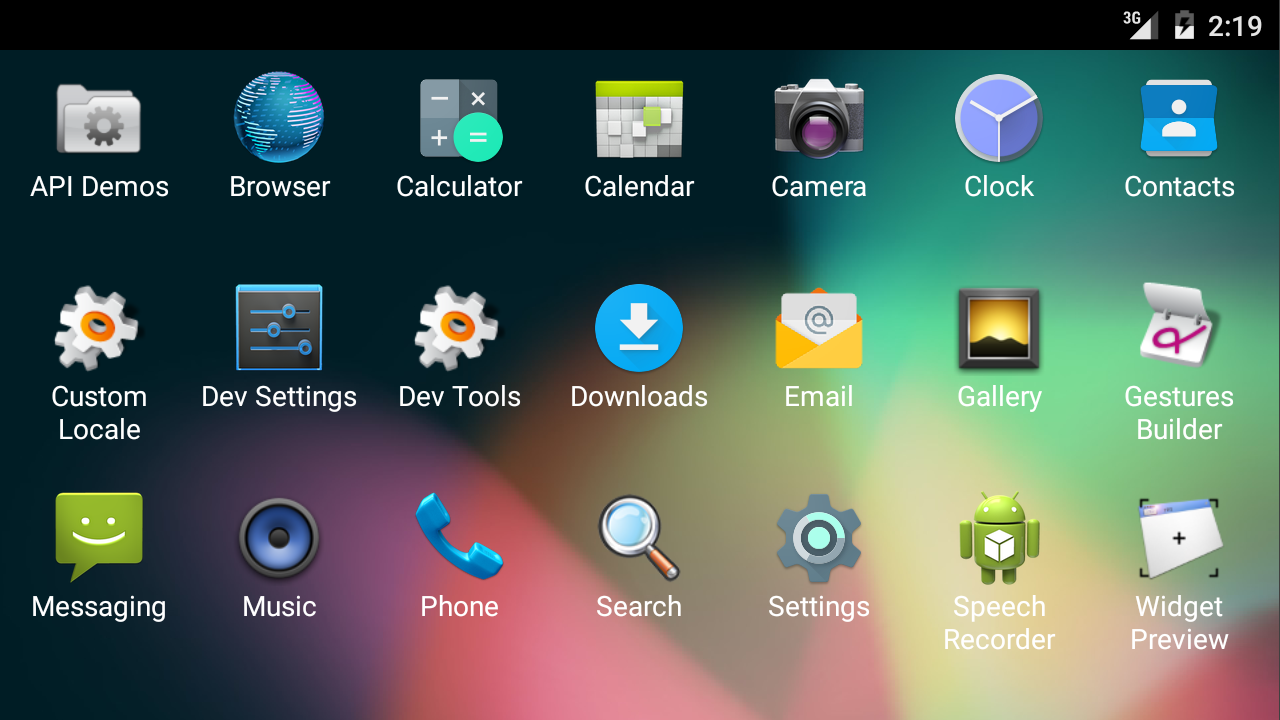 3G 2:19
API Demos Browser Calculator Calendar Camera Clock Contacts
Custom Locale Dev Settings Dev Tools Downloads Email Gallery Gestures Builder
Messaging Music Phone Search Settings Speech Recorder Widget Preview